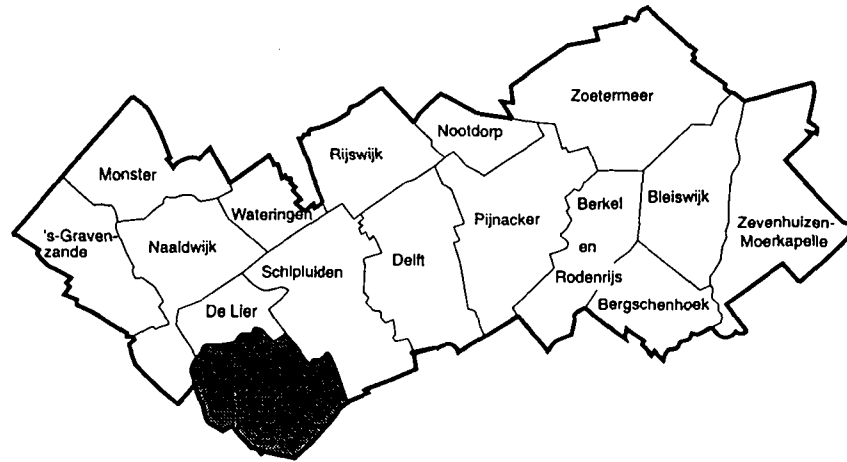 Zoetermeer
Nootdorp
Rijswijk
Monster
Wateringen
Pijnacker
Berkel
en
Rodenrijs
Bleiswijk
Zevenhuizen-
Moerkapelle
's-Graven-
zande
Naaldwijk
Schlpluiden
Delft
De Lier
Bergschenhoek